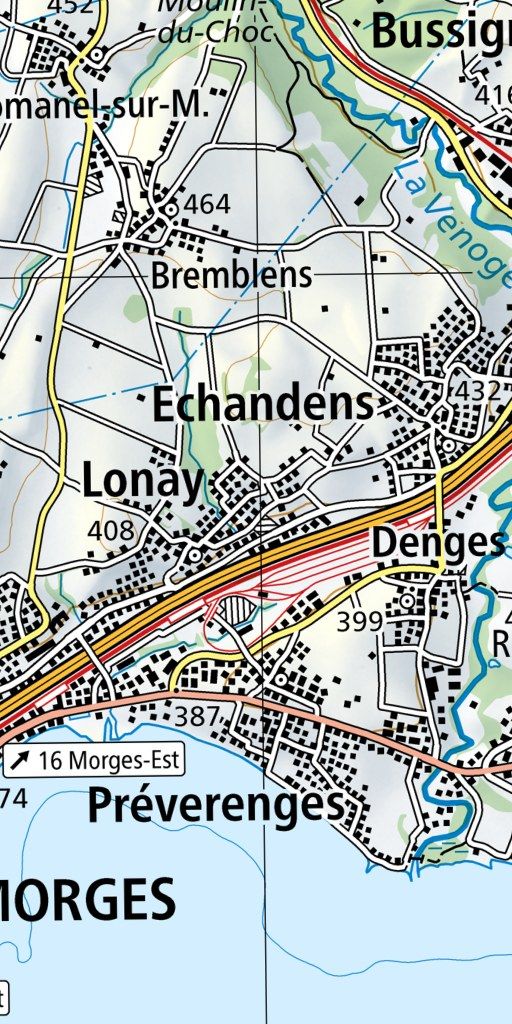 452
Moulin-
du-Choc
Bussign
416
omanel-sur-M.
La Venoge
464
Bremblens
Echandens
432
Lonay
408
Denges
399
R
387
16 Morges-Est
74
Préverenges
MORGES
t